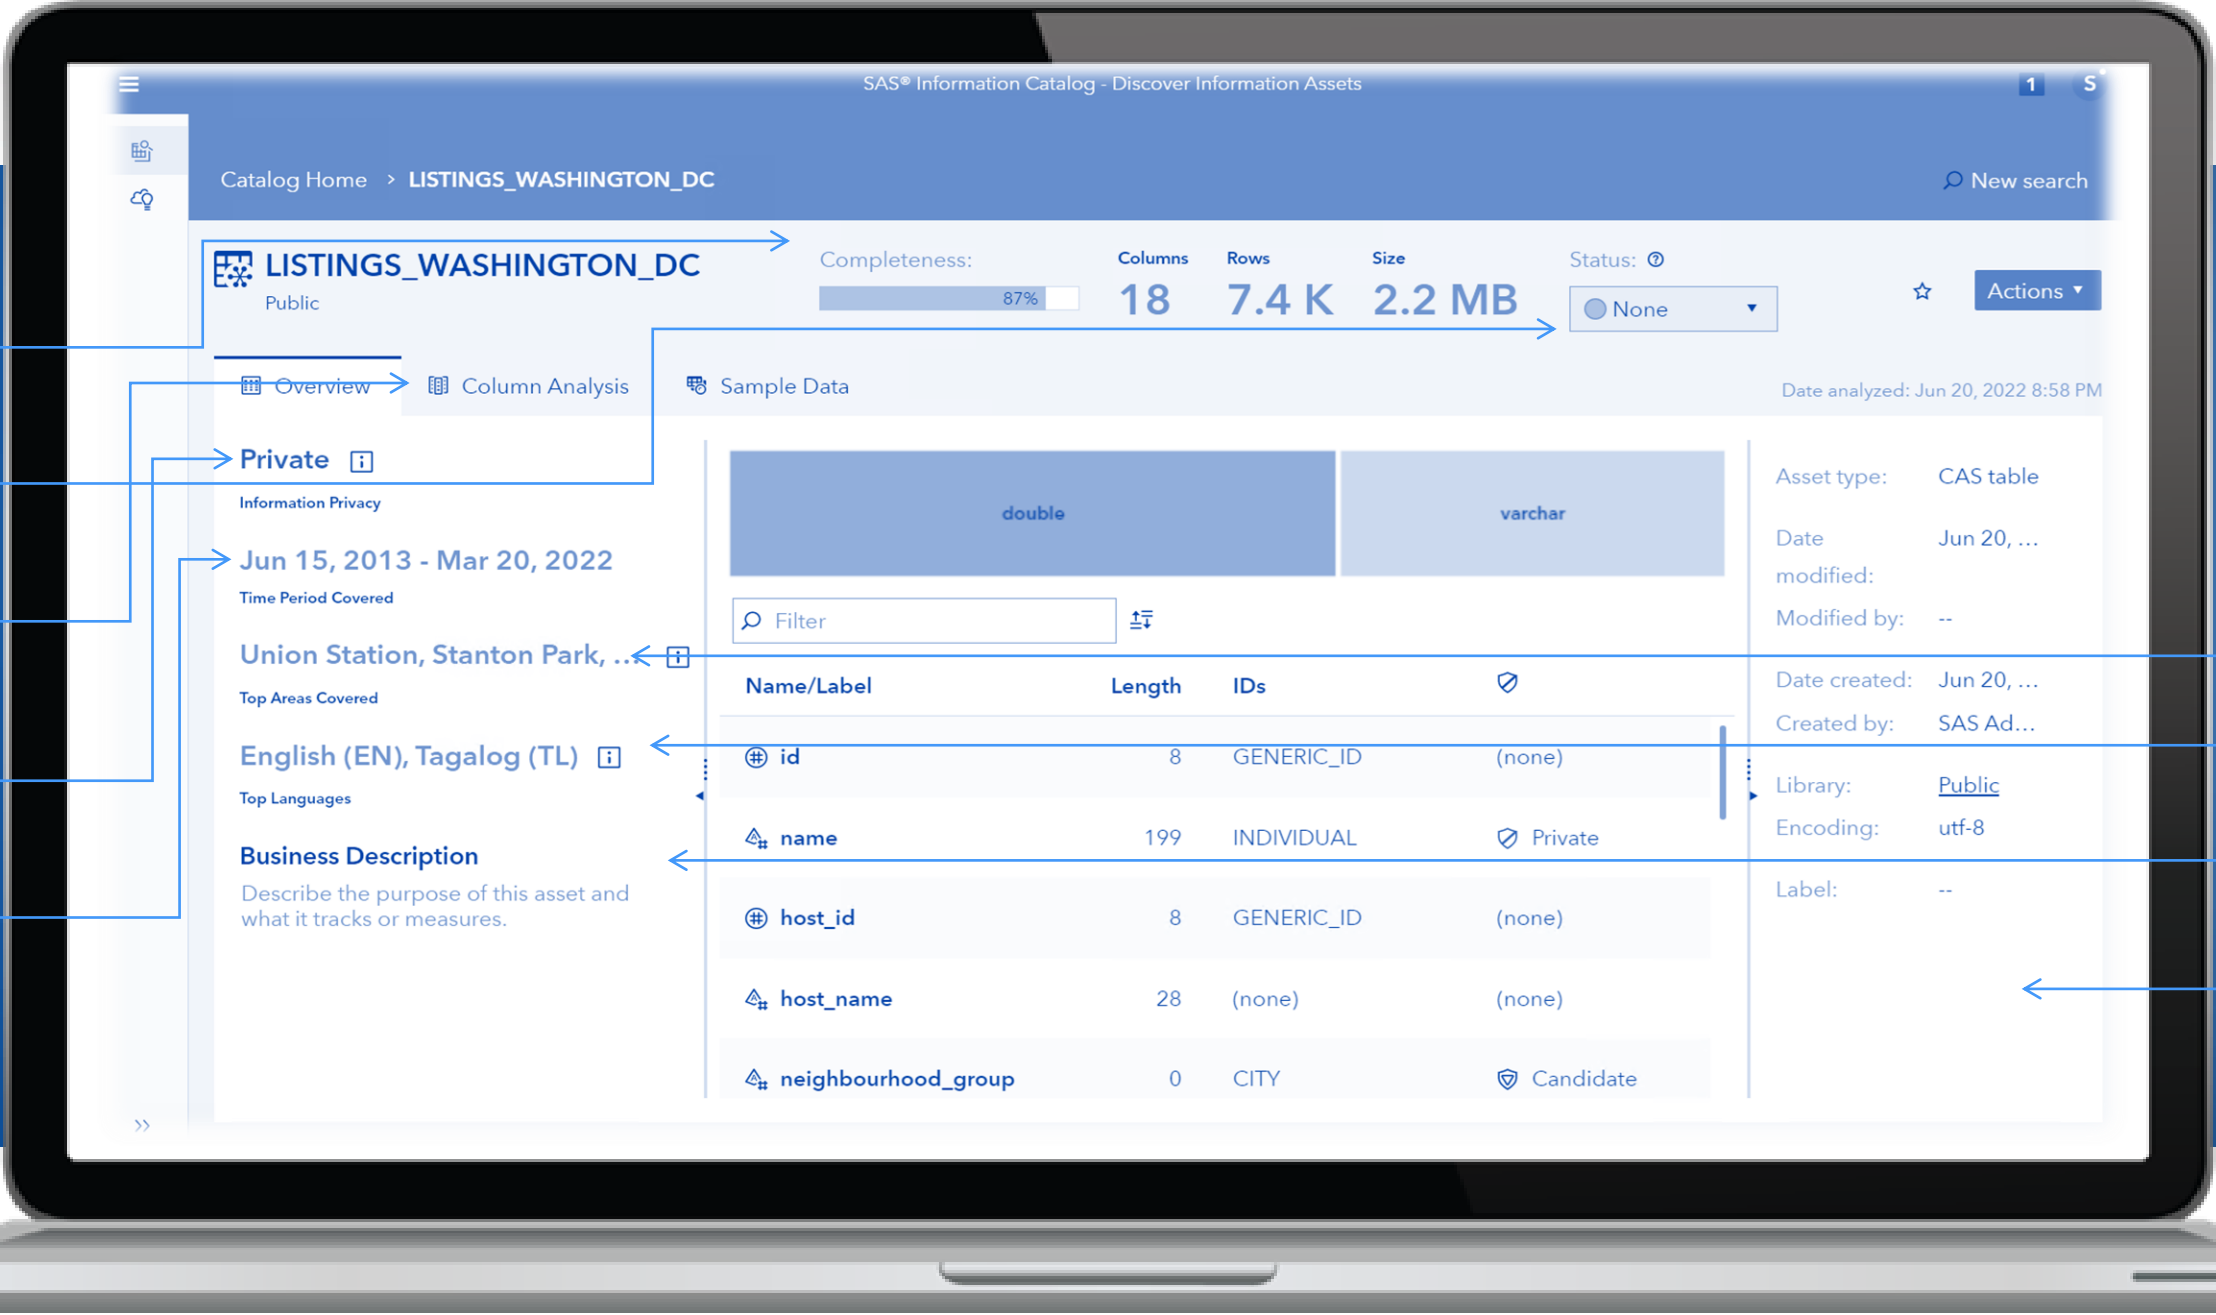 SAS® Information Catalog - Discover Information Assets
1
S
Catalog Home > LISTINGS_WASHINGTON_DC
New search
LISTINGS_WASHINGTON_DC
Public
Completeness:
87%
Columns
18
Rows
7.4 K
Size
2.2 MB
Status:
None
Actions
Overview
Column Analysis
Sample Data
Date analyzed: Jun 20, 2022 8:58 PM
Private
Information Privacy
Jun 15, 2013 - Mar 20, 2022
Time Period Covered
Union Station, Stanton Park, ...
Top Areas Covered
English (EN), Tagalog (TL)
Top Languages
Business Description
Describe the purpose of this asset and
what it tracks or measures.
double
varchar
Filter
Name/Label Length IDs
id 8 GENERIC_ID (none)
name 199 INDIVIDUAL Private
host_id 8 GENERIC_ID (none)
host_name 28 (none) (none)
neighbourhood_group 0 CITY Candidate
Asset type: CAS table
Date Jun 20, ...
modified:
Modified by: --
Date created: Jun 20, ...
Created by: SAS Ad...
Library: Public
Encoding: utf-8
Label: --